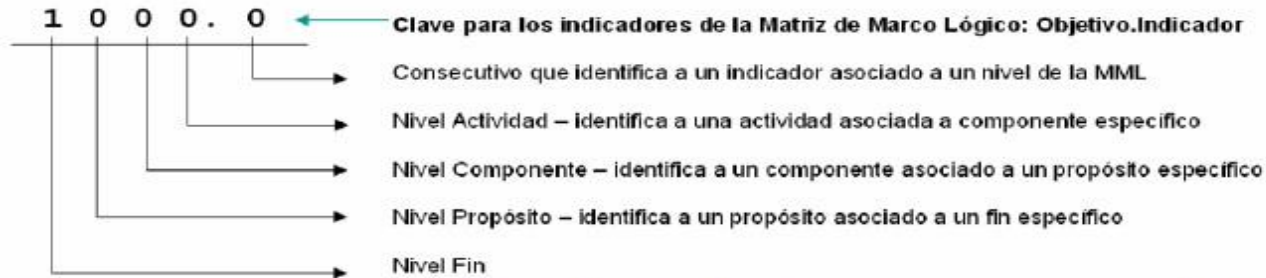 1 0 0 0 . 0 Clave para los indicadores de la Matriz de Marco Lógico: Objetivo.Indicador
Consecutivo que identifica a un indicador asociado a un nivel de la MML
Nivel Actividad – identifica a una actividad asociada a componente específico
Nivel Componente – identifica a un componente asociado a un propósito específico
Nivel Propósito – identifica a un propósito asociado a un fin específico
Nivel Fin